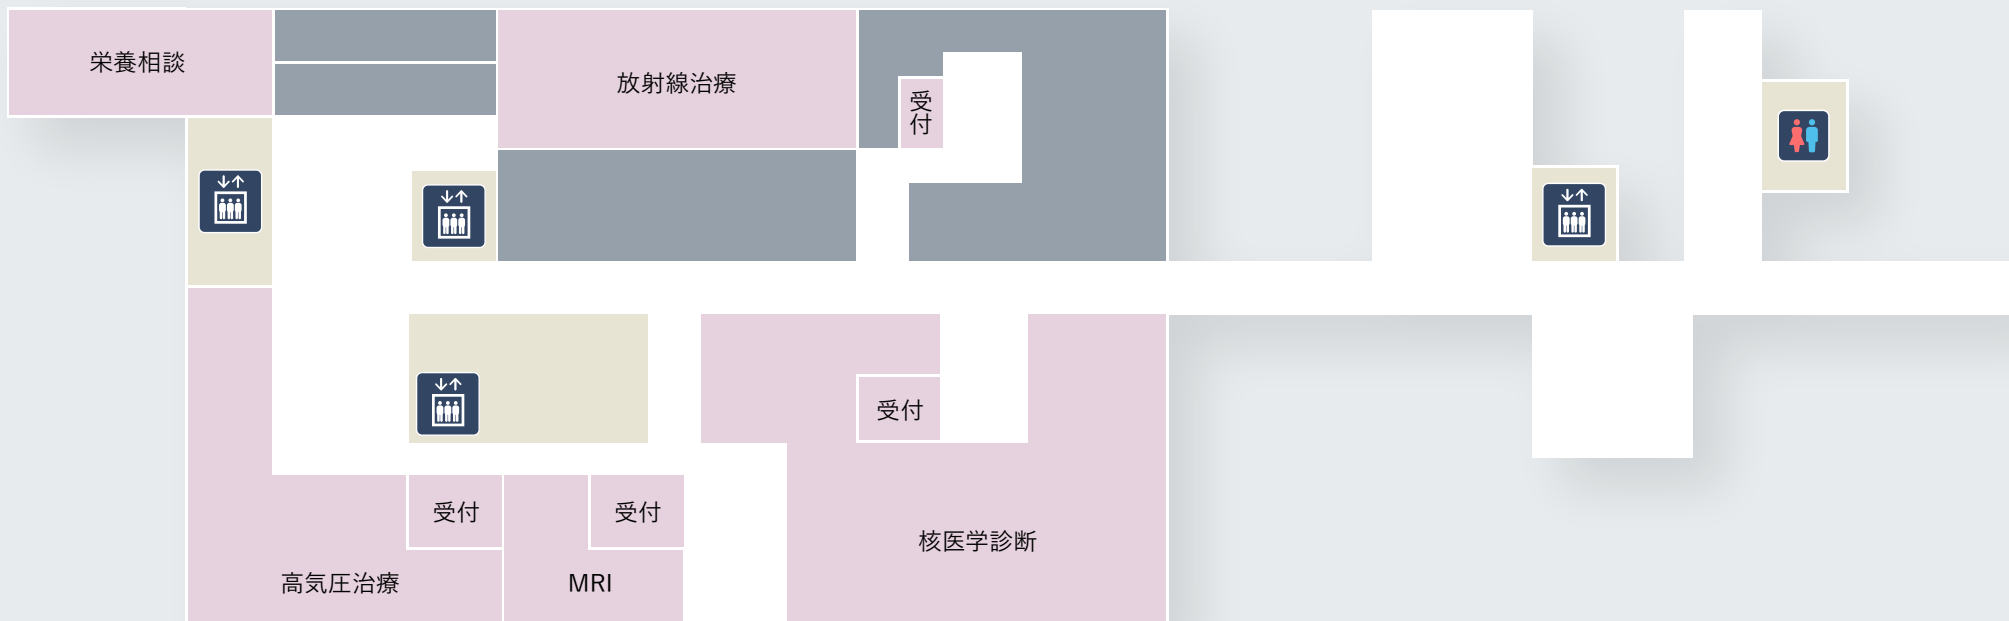 栄養相談
放射線治療
受付
受付
受付
受付
核医学診断
高気圧治療
MRI